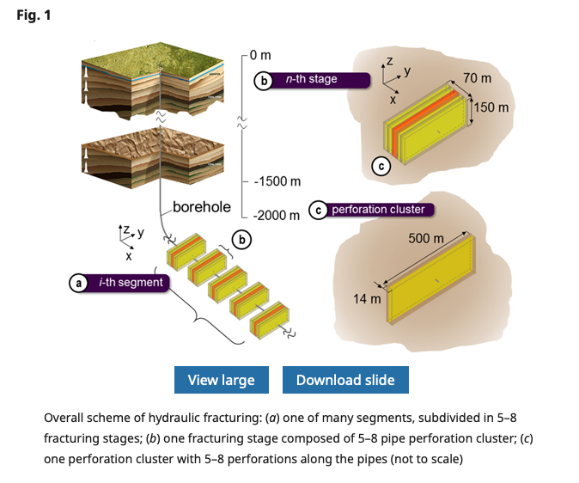 Fig. 1
0 m
b n-th stage
z
y
x
70 m
150 m
c
-1500 m
borehole
-2000 m
c perforation cluster
z
y
x
b
500 m
a i-th segment
14 m
View large
Download slide
Overall scheme of hydraulic fracturing: (a) one of many segments, subdivided in 5–8
fracturing stages; (b) one fracturing stage composed of 5–8 pipe perforation cluster; (c)
one perforation cluster with 5–8 perforations along the pipes (not to scale)